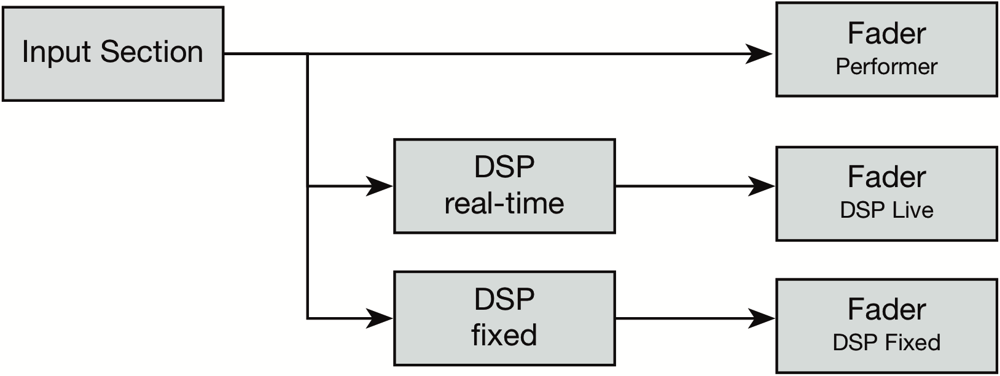 Input Section
Fader
Performer
DSP
real-time
Fader
DSP Live
DSP
fixed
Fader
DSP Fixed